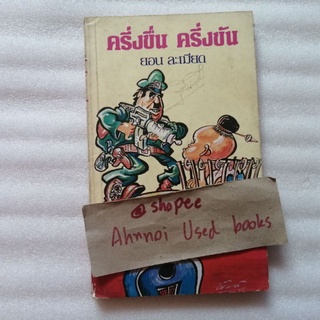 ครึ่งขื่น ครึ่งขัน
ยอน ละเมียด
@ shopee
Ahnnoi Used books